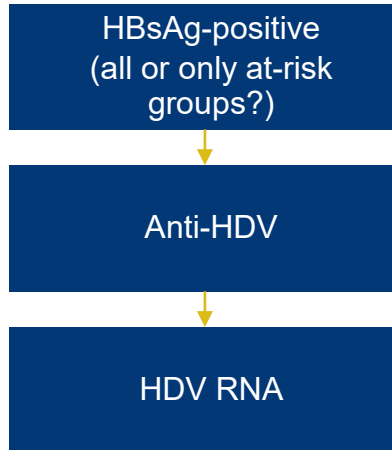 HBsAg-positive
(all or only at-risk
groups?)
Anti-HDV
HDV RNA